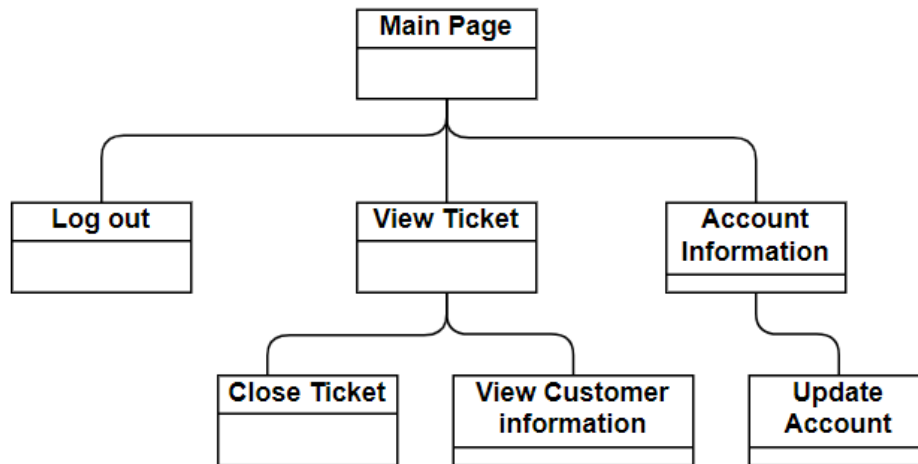 Main Page
Log out
View Ticket
Account
Information
Close Ticket
View Customer
information
Update
Account